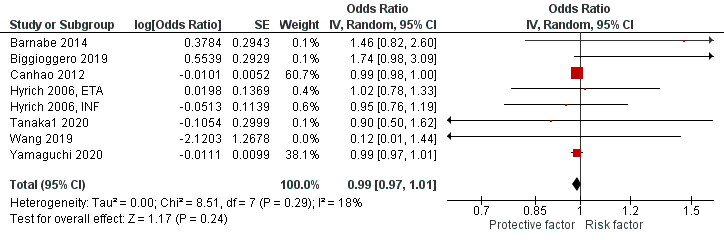 Odds Ratio Odds Ratio
Study or Subgroup log[Odds Ratio] SE Weight IV, Random, 95% CI IV, Random, 95% CI
Barnabe 2014 0.3784 0.2943 0.1% 1.46 [0.82, 2.60]
Biggioggero 2019 0.5539 0.2929 0.1% 1.74 [0.98, 3.09]
Canhao 2012 -0.0101 0.0052 60.7% 0.99 [0.98, 1.00]
Hyrich 2006, ETA 0.0198 0.1369 0.4% 1.02 [0.78, 1.33]
Hyrich 2006, INF -0.0513 0.1139 0.6% 0.95 [0.76, 1.19]
Tanaka1 2020 -0.1054 0.2999 0.1% 0.90 [0.50, 1.62]
Wang 2019 -2.1203 1.2678 0.0% 0.12 [0.01, 1.44]
Yamaguchi 2020 -0.0111 0.0099 38.1% 0.99 [0.97, 1.01]
Total (95% CI) 100.0% 0.99 [0.97, 1.01]
Heterogeneity: Tau² = 0.00; Chi² = 8.51, df = 7 (P = 0.29); I² = 18%
Test for overall effect: Z = 1.17 (P = 0.24)
0.7 0.85 1 1.2 1.5
Protective factor Risk factor